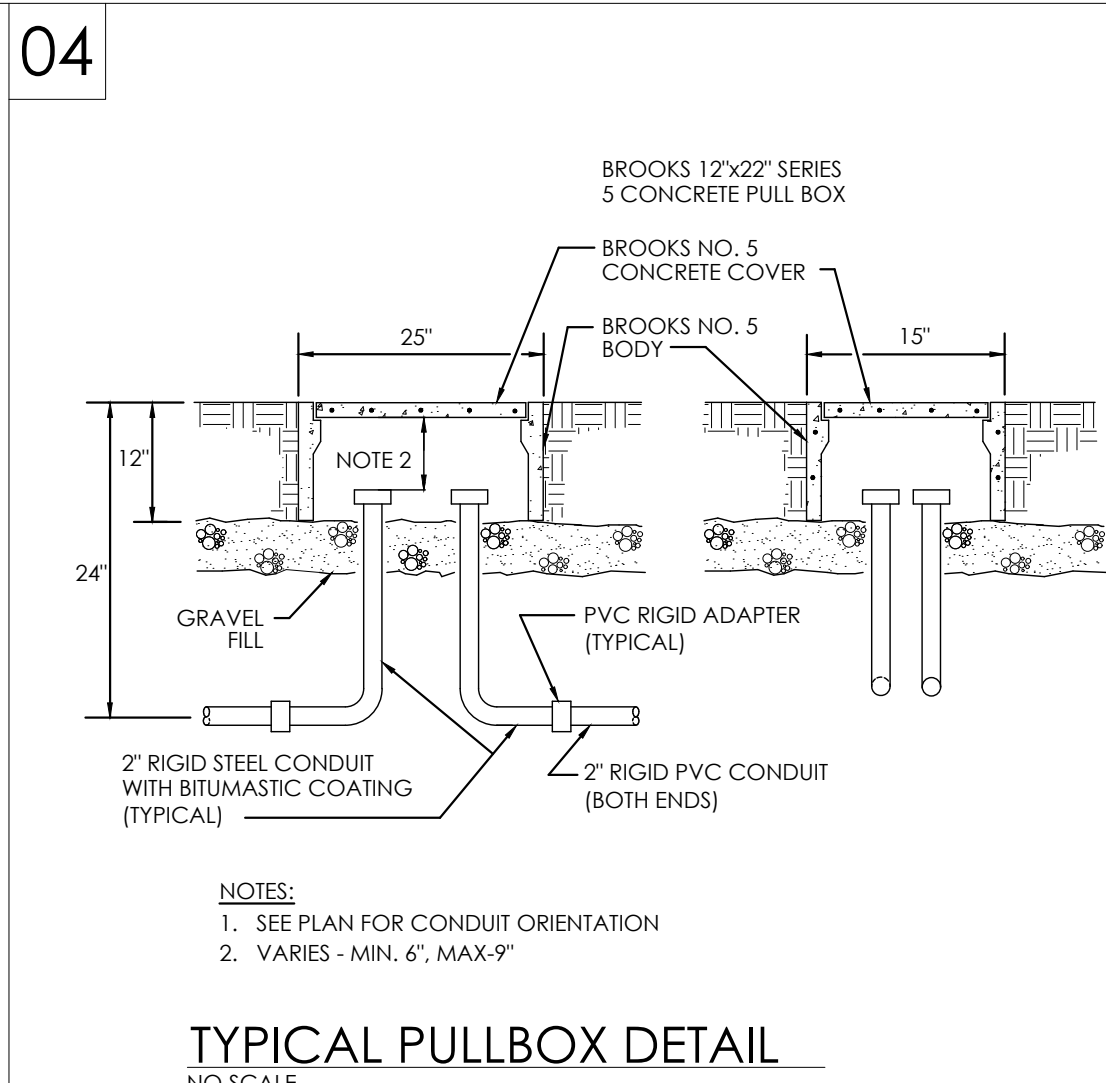 04
BROOKS 12"x22" SERIES
5 CONCRETE PULL BOX
BROOKS NO. 5
CONCRETE COVER
BROOKS NO. 5
BODY
25"
15"
12"
NOTE 2
24"
GRAVEL
FILL
PVC RIGID ADAPTER
(TYPICAL)
2" RIGID STEEL CONDUIT
WITH BITUMASTIC COATING
(TYPICAL)
2" RIGID PVC CONDUIT
(BOTH ENDS)
NOTES:
1. SEE PLAN FOR CONDUIT ORIENTATION
2. VARIES - MIN. 6", MAX-9"
TYPICAL PULLBOX DETAIL
NO SCALE